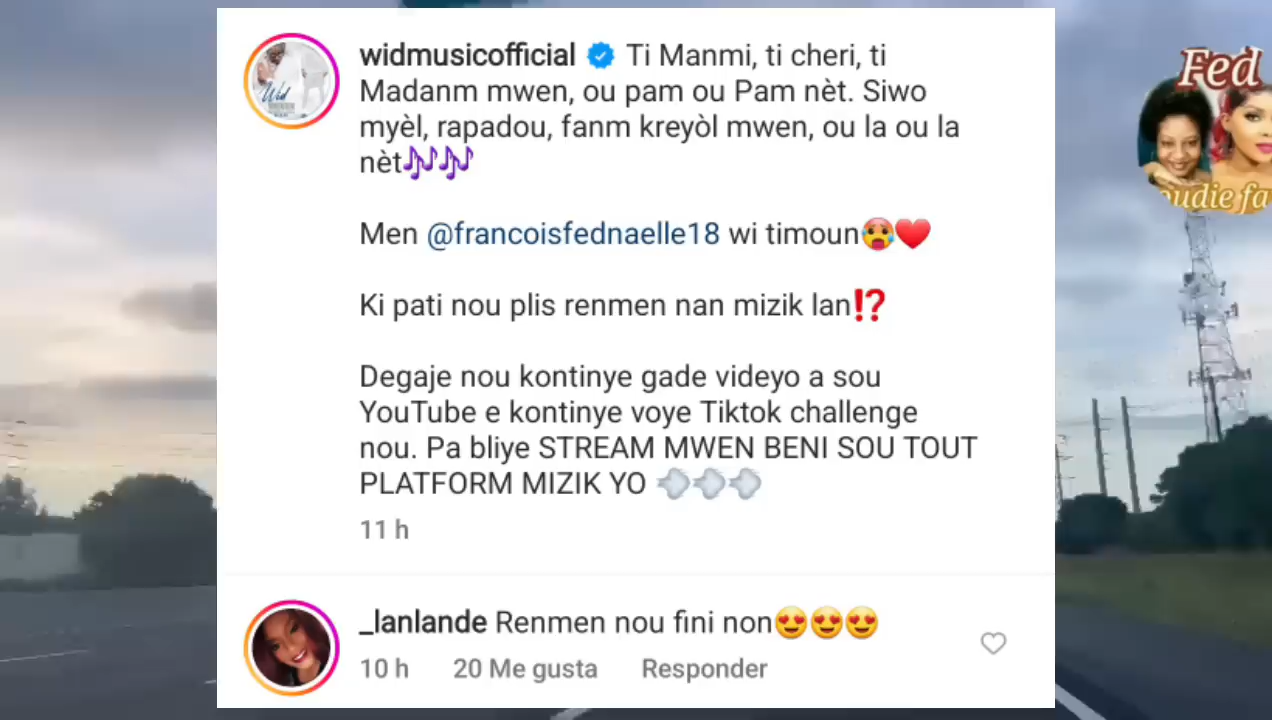 widmusicofficial Ti Manmi, ti cheri, ti
Madanm mwen, ou pam ou Pam nèt. Siwo
myèl, rapadou, fanm kreyòl mwen, ou la ou la
nèt🎶🎶
Men @francoisfednaelle18 wi timoun🥵❤️
Ki pati nou plis renmen nan mizik lan⁉️
Degaje nou kontinye gade videyo a sou
YouTube e kontinye voye Tiktok challenge
nou. Pa bliye STREAM MWEN BENI SOU TOUT
PLATFORM MIZIK YO 💨💨💨
11 h
_lanlande Renmen nou fini non😍😍😍
10 h 20 Me gusta Responder
Fed
oudie fa
Wid